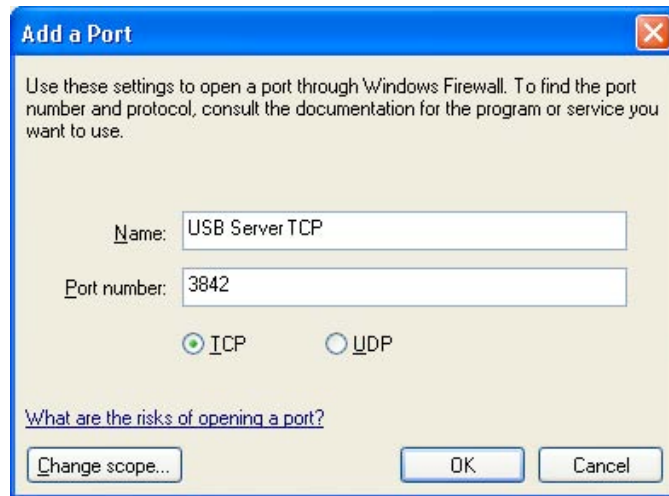 Add a Port
Use these settings to open a port through Windows Firewall. To find the port
number and protocol, consult the documentation for the program or service you
want to use.
Name: USB Server TCP
Port number: 3842
TCP UDP
What are the risks of opening a port?
Change scope... OK Cancel